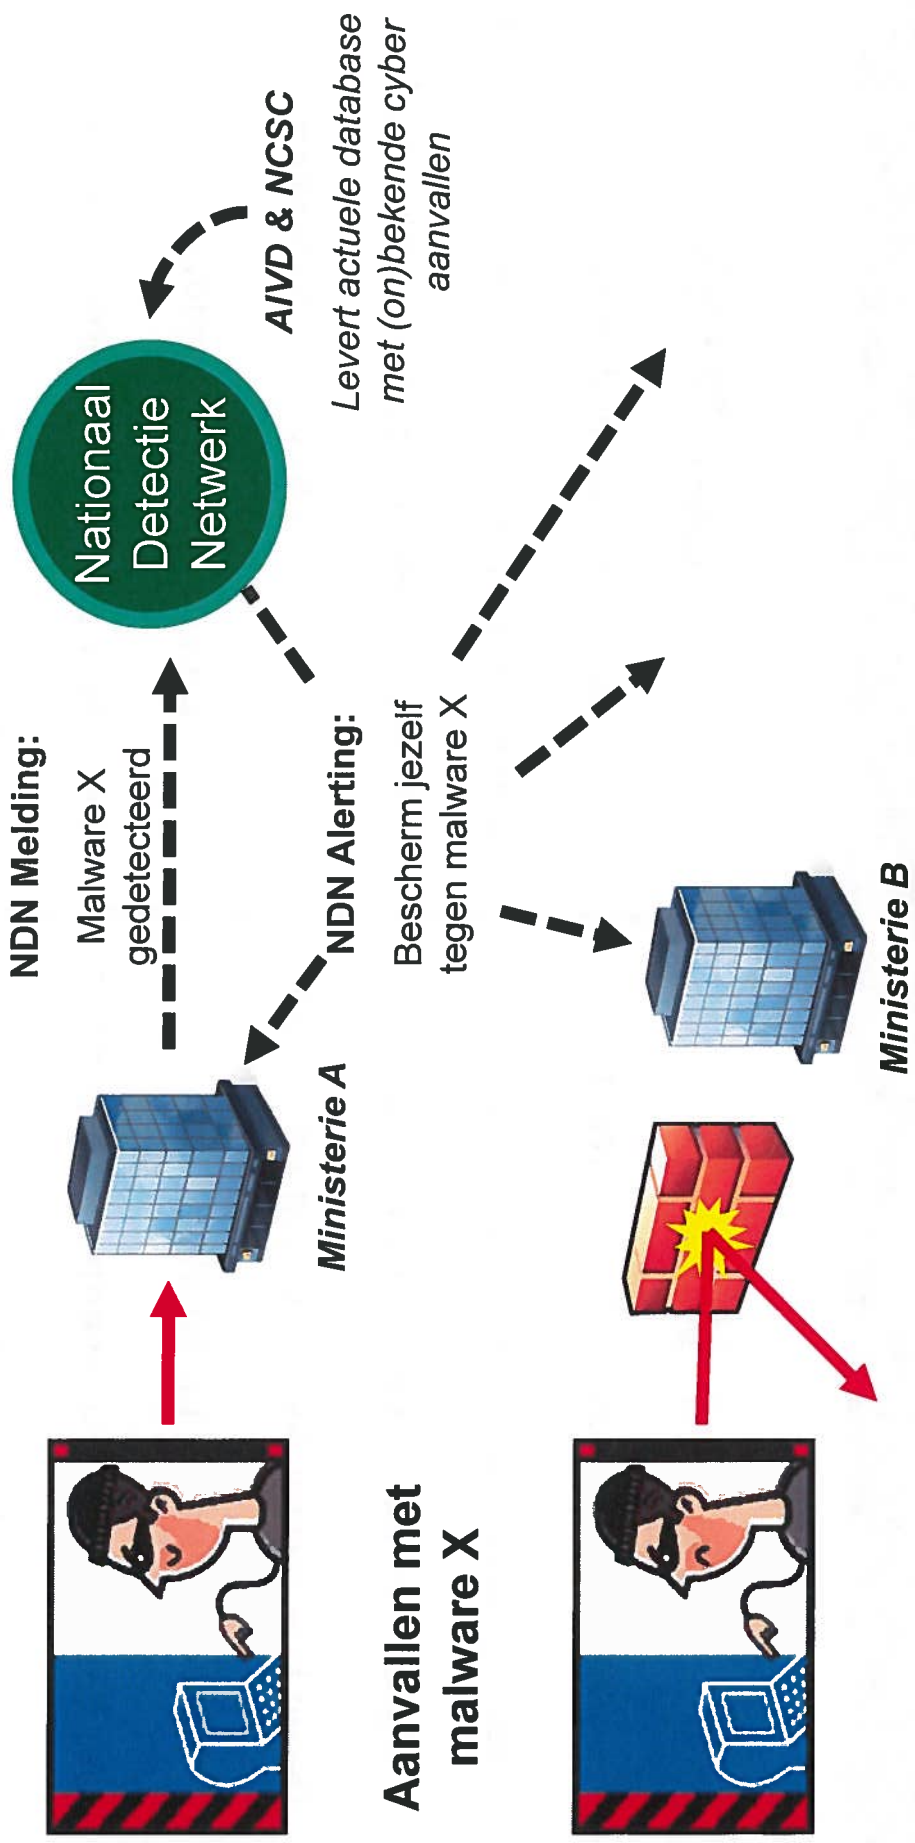 NDN Melding:
Malware X
gedetecteerd
Nationaal
Detectie
Netwerk
AIVD & NCSC
Levert actuele database
met (on)bekende cyber
aanvallen
Ministerie A
NDN Alerting:
Bescherm jezelf
tegen malware X
Aanvallen met
malware X
Ministerie B